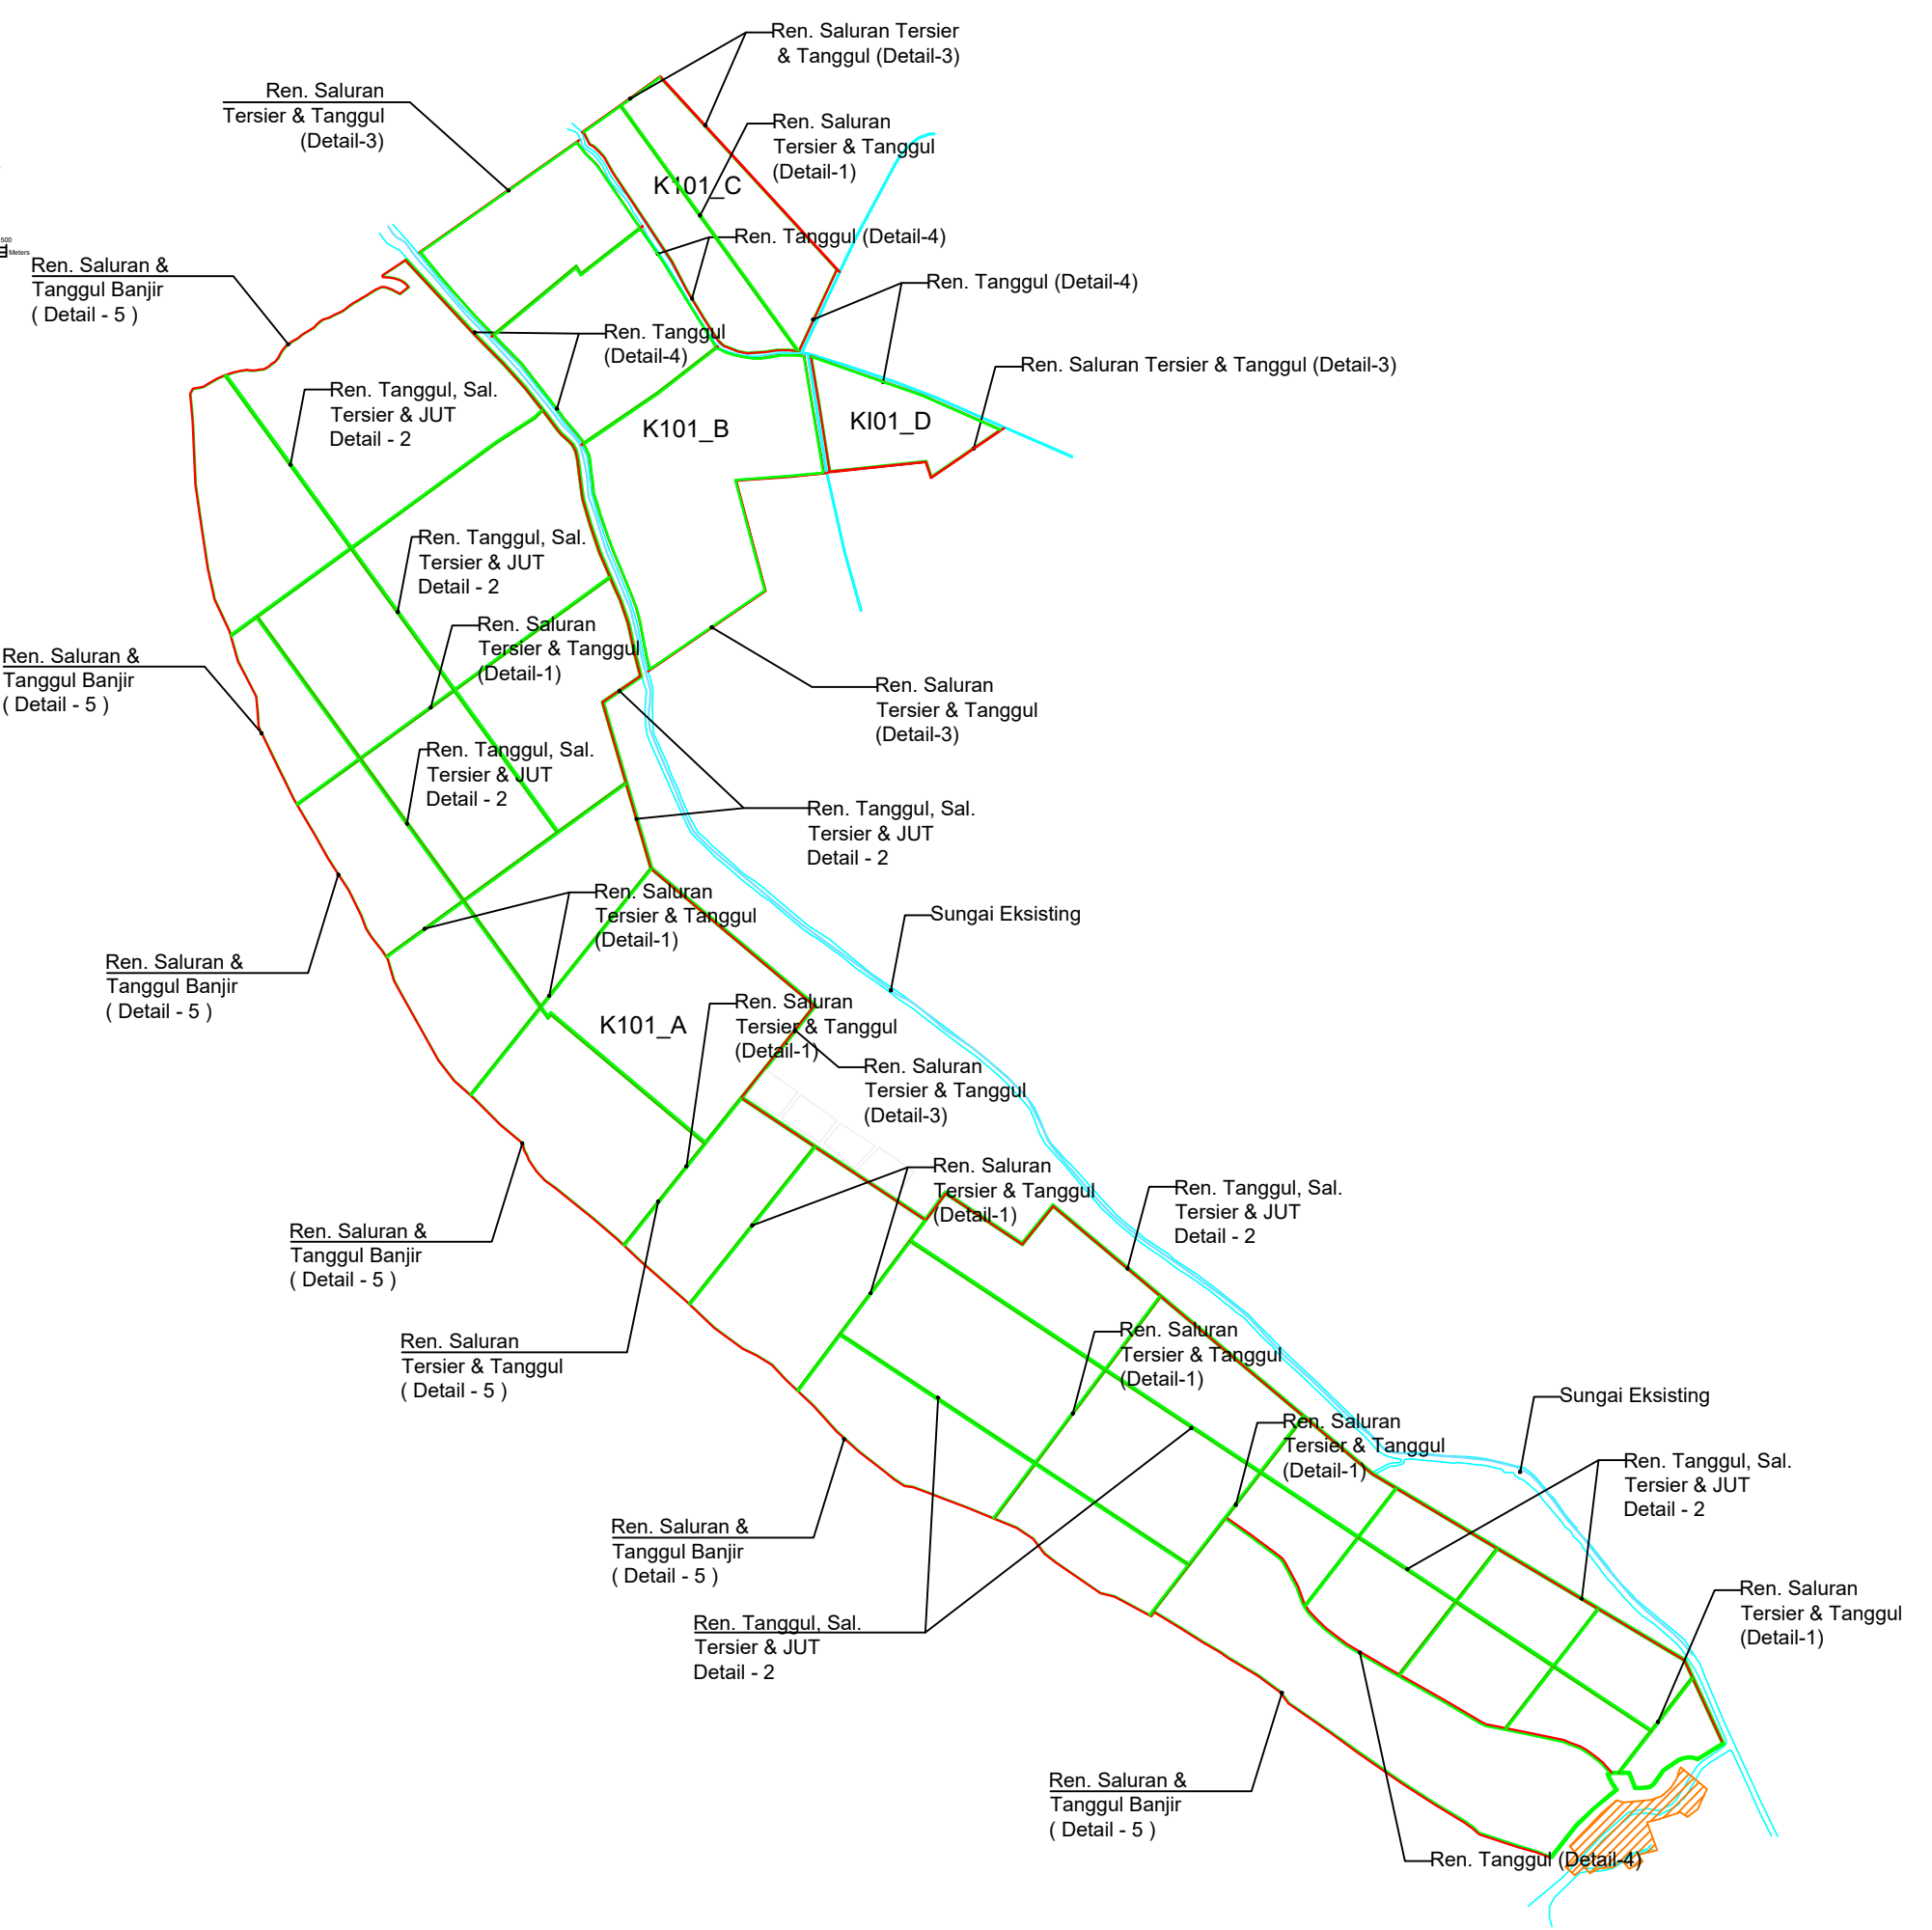 Ren. Saluran Tersier
& Tanggul (Detail-3)
Ren. Saluran
Tersier & Tanggul
(Detail-3)
Ren. Saluran
Tersier & Tanggul
(Detail-1)
K101_C
Ren. Tanggul (Detail-4)
500
Meters
Ren. Saluran &
Tanggul Banjir
( Detail - 5 )
Ren. Tanggul (Detail-4)
Ren. Tanggul
(Detail-4)
Ren. Saluran Tersier & Tanggul (Detail-3)
Ren. Tanggul, Sal.
Tersier & JUT
Detail - 2
K101_B
KI01_D
Ren. Tanggul, Sal.
Tersier & JUT
Detail - 2
Ren. Saluran
Tersier & Tanggul
(Detail-1)
Ren. Saluran &
Tanggul Banjir
( Detail - 5 )
Ren. Saluran
Tersier & Tanggul
(Detail-3)
Ren. Tanggul, Sal.
Tersier & JUT
Detail - 2
Ren. Tanggul, Sal.
Tersier & JUT
Detail - 2
Ren. Saluran
Tersier & Tanggul
(Detail-1)
Sungai Eksisting
Ren. Saluran &
Tanggul Banjir
( Detail - 5 )
K101_A
Ren. Saluran
Tersier & Tanggul
(Detail-1)
Ren. Saluran
Tersier & Tanggul
(Detail-3)
Ren. Saluran
Tersier & Tanggul
(Detail-1)
Ren. Tanggul, Sal.
Tersier & JUT
Detail - 2
Ren. Saluran &
Tanggul Banjir
( Detail - 5 )
Ren. Saluran
Tersier & Tanggul
( Detail - 5 )
Ren. Saluran
Tersier & Tanggul
(Detail-1)
Sungai Eksisting
Ren. Saluran
Tersier & Tanggul
(Detail-1)
Ren. Tanggul, Sal.
Tersier & JUT
Detail - 2
Ren. Saluran &
Tanggul Banjir
( Detail - 5 )
Ren. Saluran
Tersier & Tanggul
(Detail-1)
Ren. Tanggul, Sal.
Tersier & JUT
Detail - 2
Ren. Saluran &
Tanggul Banjir
( Detail - 5 )
Ren. Tanggul (Detail-4)